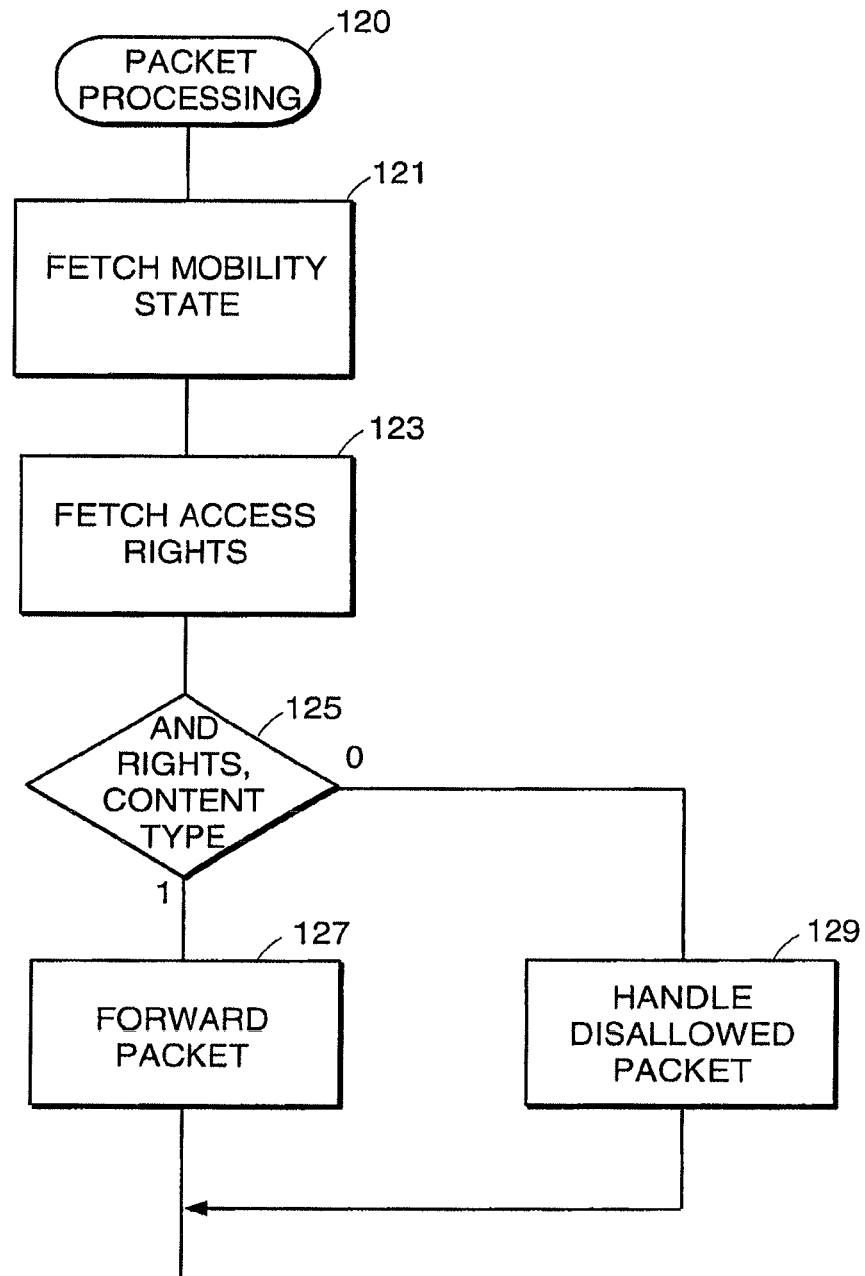 120
PACKET
PROCESSING
121
FETCH MOBILITY
STATE
123
FETCH ACCESS
RIGHTS
125
AND
RIGHTS,
CONTENT
TYPE
0
1
127
FORWARD
PACKET
129
HANDLE
DISALLOWED
PACKET